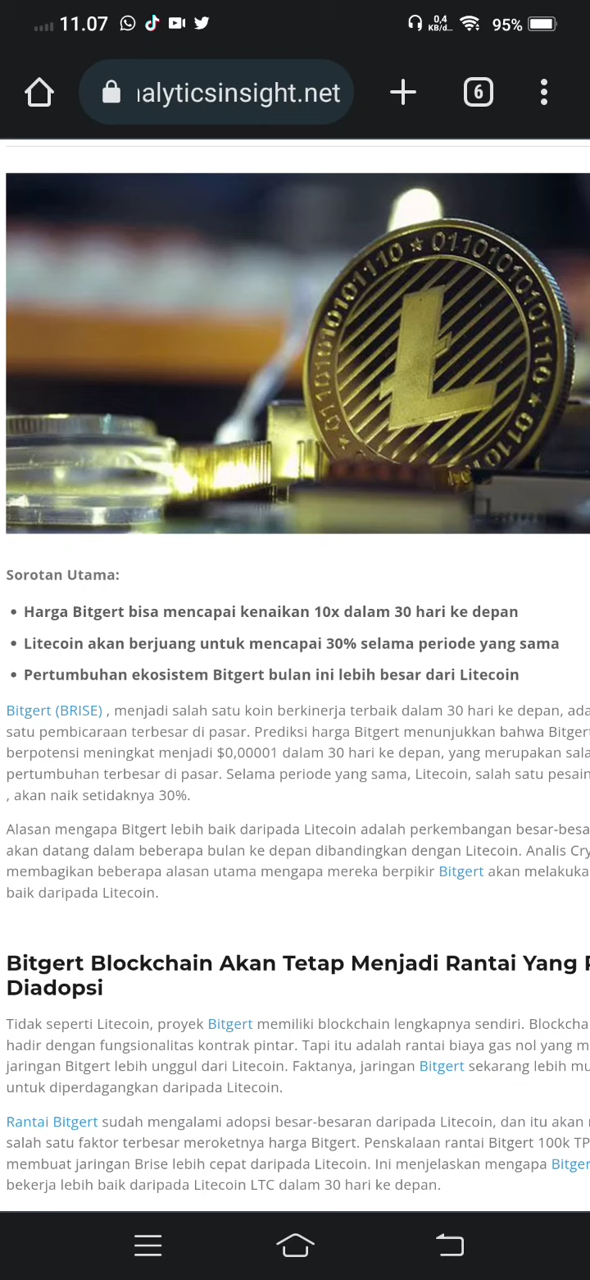 11.07
0,4
KB/d...
95%
alyticsinsight.net
6
01101010101110 ★ 01101010101110 ★ 0110
Sorotan Utama:
• Harga Bitgert bisa mencapai kenaikan 10x dalam 30 hari ke depan
• Litecoin akan berjuang untuk mencapai 30% selama periode yang sama
• Pertumbuhan ekosistem Bitgert bulan ini lebih besar dari Litecoin
Bitgert (BRISE) , menjadi salah satu koin berkinerja terbaik dalam 30 hari ke depan, ada
satu pembicaraan terbesar di pasar. Prediksi harga Bitgert menunjukkan bahwa Bitger
berpotensi meningkat menjadi $0,00001 dalam 30 hari ke depan, yang merupakan sala
pertumbuhan terbesar di pasar. Selama periode yang sama, Litecoin, salah satu pesain
, akan naik setidaknya 30%.
Alasan mengapa Bitgert lebih baik daripada Litecoin adalah perkembangan besar-besa
akan datang dalam beberapa bulan ke depan dibandingkan dengan Litecoin. Analis Cry
membagikan beberapa alasan utama mengapa mereka berpikir Bitgert akan melakuka
baik daripada Litecoin.
Bitgert Blockchain Akan Tetap Menjadi Rantai Yang P
Diadopsi
Tidak seperti Litecoin, proyek Bitgert memiliki blockchain lengkapnya sendiri. Blockcha
hadir dengan fungsionalitas kontrak pintar. Tapi itu adalah rantai biaya gas nol yang m
jaringan Bitgert lebih unggul dari Litecoin. Faktanya, jaringan Bitgert sekarang lebih mu
untuk diperdagangkan daripada Litecoin.
Rantai Bitgert sudah mengalami adopsi besar-besaran daripada Litecoin, dan itu akan
salah satu faktor terbesar meroketnya harga Bitgert. Penskalaan rantai Bitgert 100k TP
membuat jaringan Brise lebih cepat daripada Litecoin. Ini menjelaskan mengapa Bitger
bekerja lebih baik daripada Litecoin LTC dalam 30 hari ke depan.